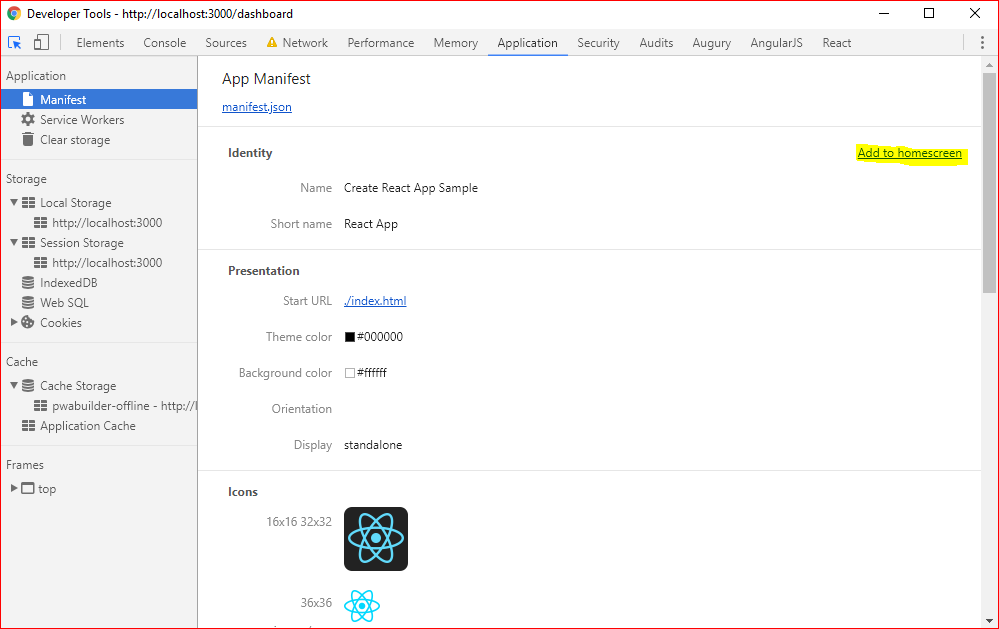 Developer Tools - http://localhost:3000/dashboard
Elements Console Sources Network Performance Memory Application Security Audits Augury AngularJS React
Application
Manifest
Service Workers
Clear storage
Storage
Local Storage
http://localhost:3000
Session Storage
http://localhost:3000
IndexedDB
Web SQL
Cookies
Cache
Cache Storage
pwabuilder-offline - http://l
Application Cache
Frames
top
App Manifest
manifest.json
Identity Add to homescreen
Name Create React App Sample
Short name React App
Presentation
Start URL ./index.html
Theme color #000000
Background color #ffffff
Orientation
Display standalone
Icons
16x16 32x32
36x36